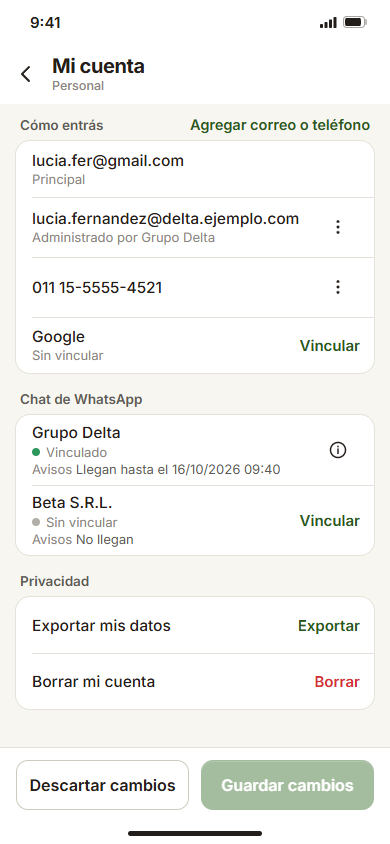 9:41
Mi cuenta
Personal
Cómo entrás
Agregar correo o teléfono
lucia.fer@gmail.com
Principal
lucia.fernandez@delta.ejemplo.com
Administrado por Grupo Delta
011 15-5555-4521
Google
Sin vincular
Vincular
Chat de WhatsApp
Grupo Delta
Vinculado
Avisos Llegan hasta el 16/10/2026 09:40
Beta S.R.L.
Sin vincular
Avisos No llegan
Vincular
Privacidad
Exportar mis datos
Exportar
Borrar mi cuenta
Borrar
Descartar cambios
Guardar cambios